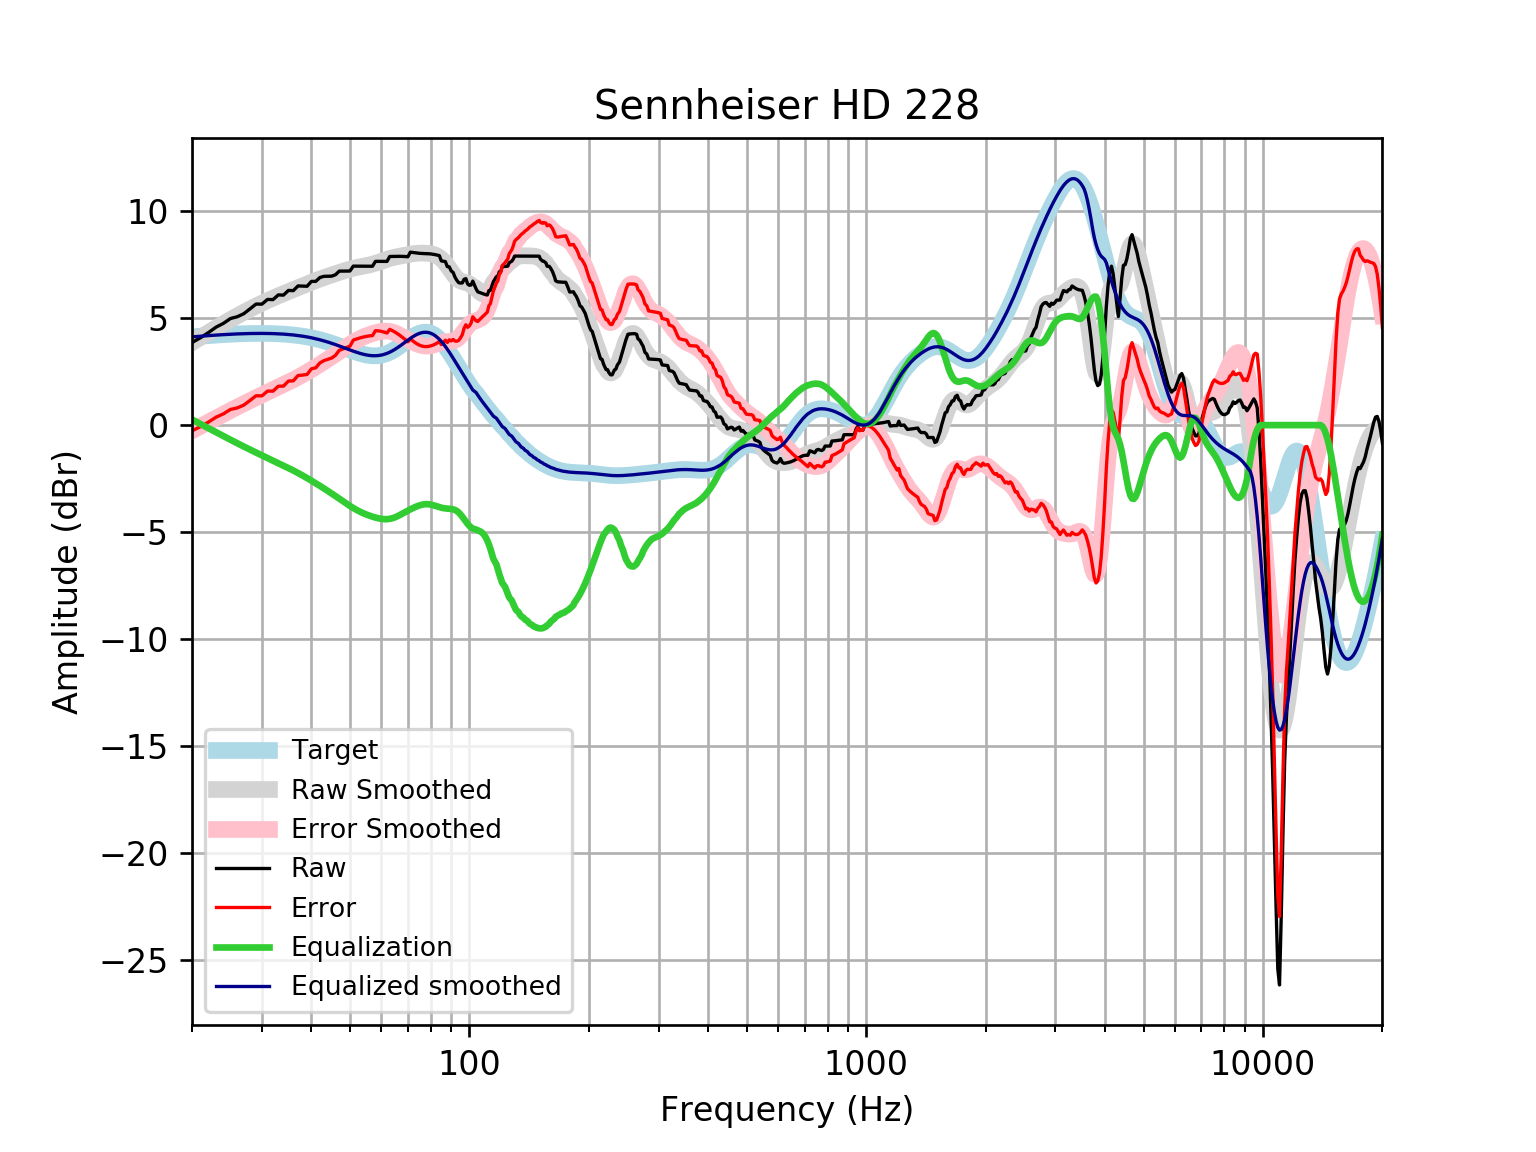 Sennheiser HD 228
10
5
0
−5
−10
−15
−20
−25
Amplitude (dBr)
Target
Raw Smoothed
Error Smoothed
Raw
Error
Equalization
Equalized smoothed
100
1000
10000
Frequency (Hz)